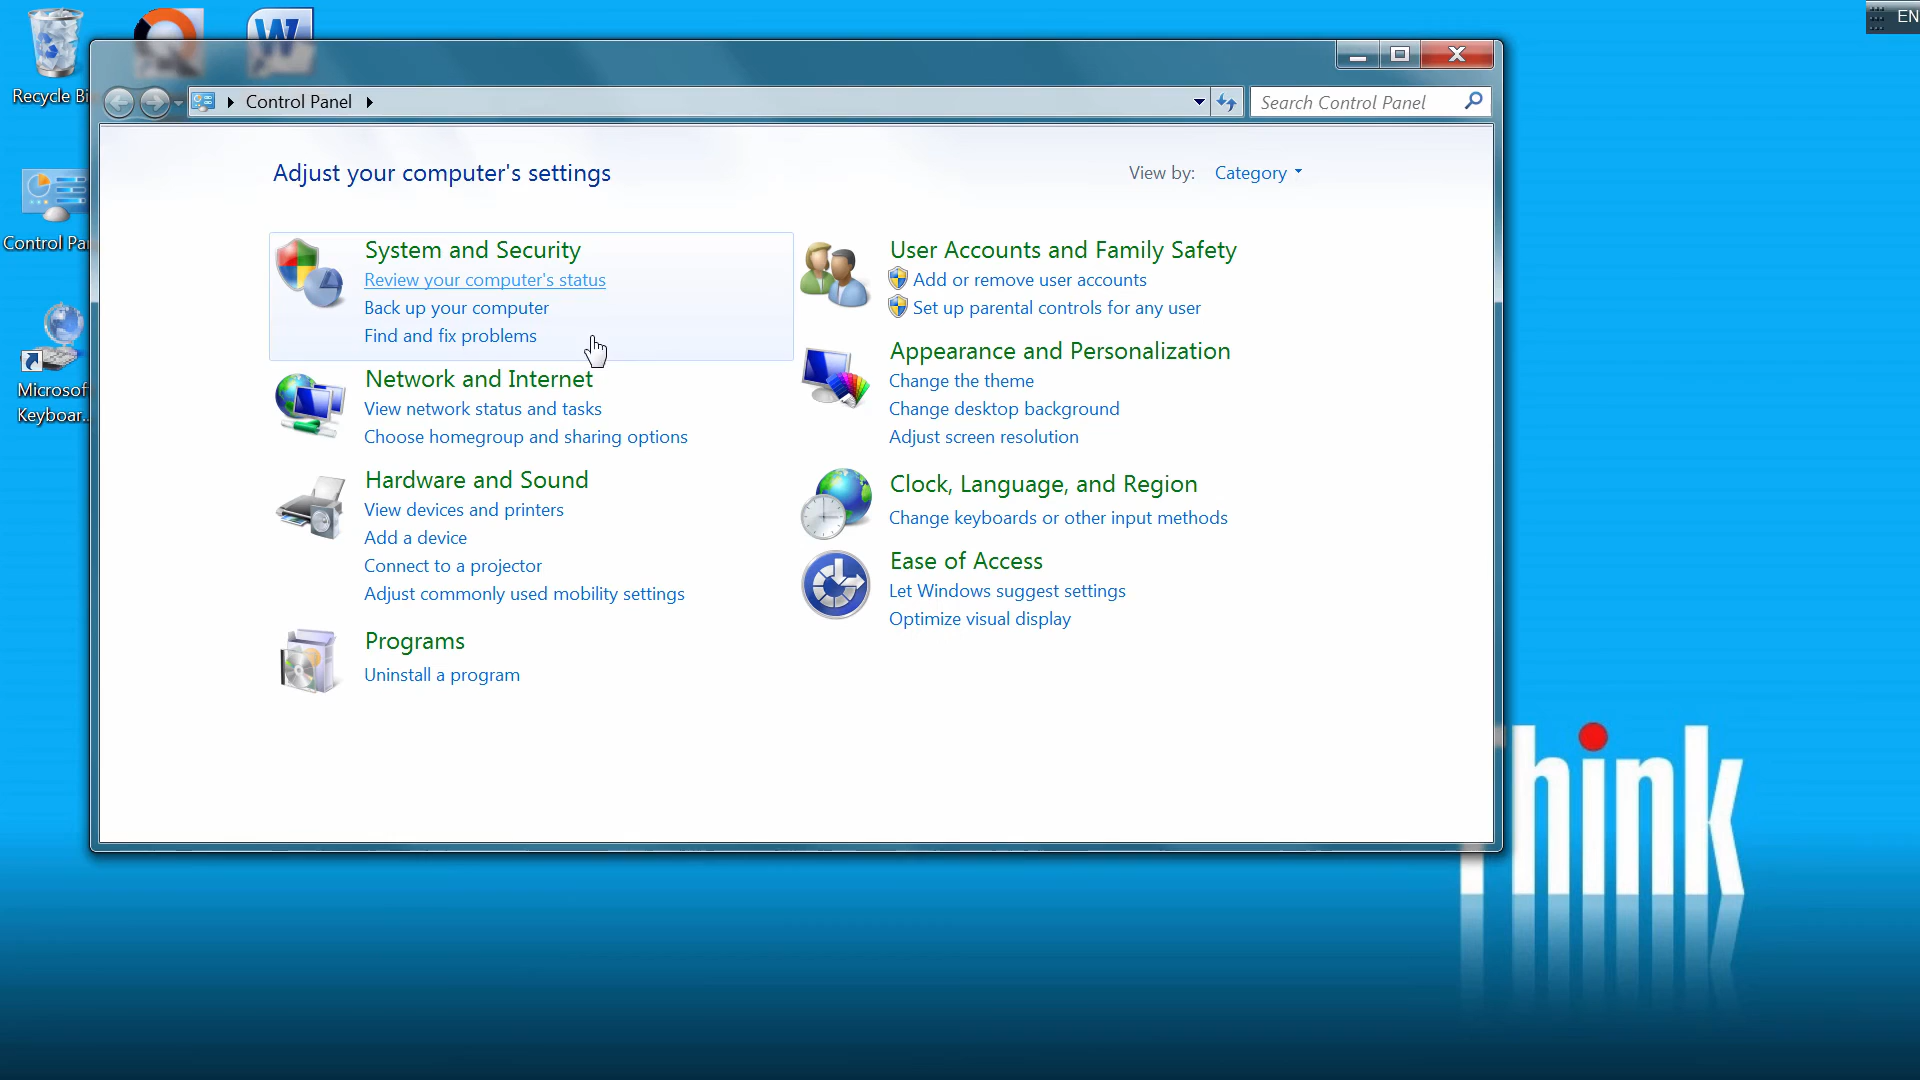 EN
Recycle Bi
Control Pa
Microsof
Keyboar...
Control Panel
Search Control Panel
Adjust your computer's settings
View by: Category
System and Security
Review your computer's status
Back up your computer
Find and fix problems
Network and Internet
View network status and tasks
Choose homegroup and sharing options
Hardware and Sound
View devices and printers
Add a device
Connect to a projector
Adjust commonly used mobility settings
Programs
Uninstall a program
User Accounts and Family Safety
Add or remove user accounts
Set up parental controls for any user
Appearance and Personalization
Change the theme
Change desktop background
Adjust screen resolution
Clock, Language, and Region
Change keyboards or other input methods
Ease of Access
Let Windows suggest settings
Optimize visual display
Think